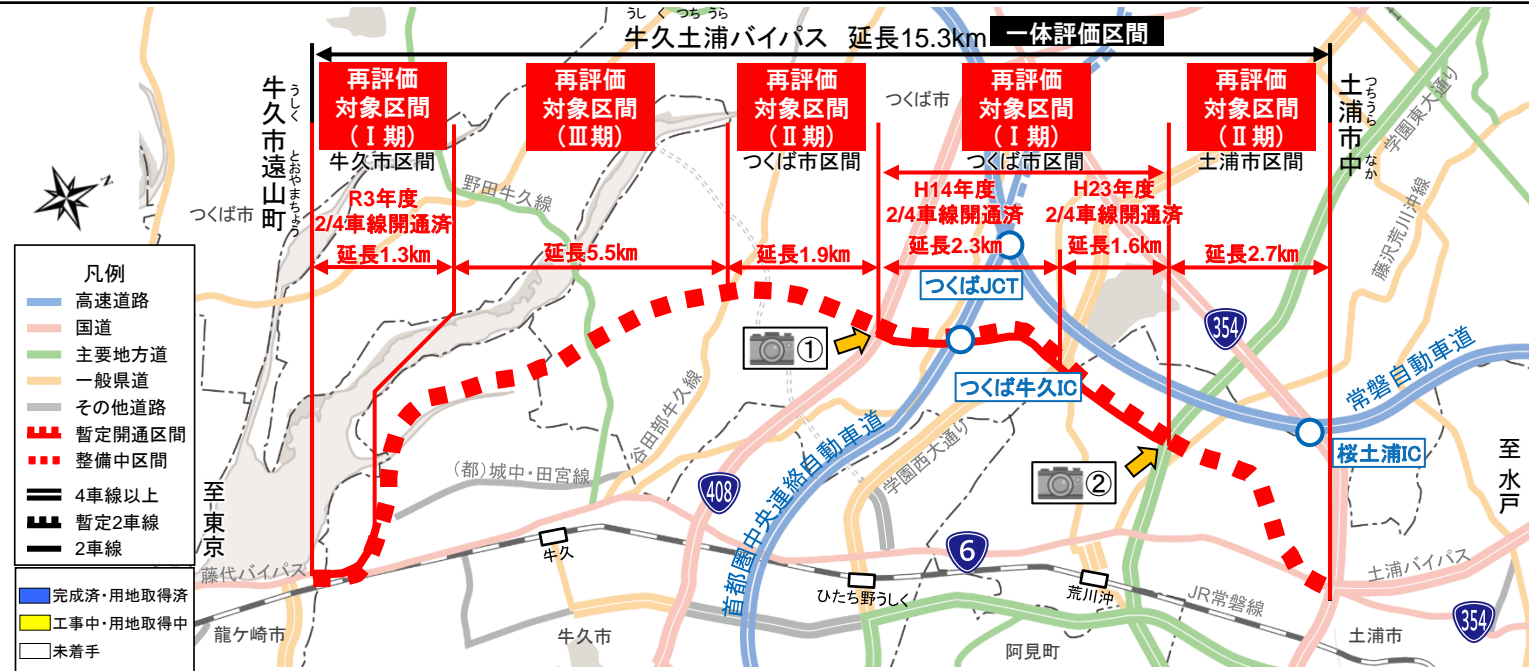 うしくつちうら
牛久土浦バイパス 延長15.3km
一体評価区間
再評価
対象区間
(Ⅰ期)
牛久市区間
再評価
対象区間
(Ⅲ期)
再評価
対象区間
(Ⅱ期)
つくば市区間
つくば市
再評価
対象区間
(Ⅰ期)
つくば市区間
再評価
対象区間
(Ⅱ期)
土浦市区間
牛久市遠山町
うしく とおやまちょう
土浦市中
つちうら なか
学園東大通り
つくば市
野田牛久線
R3年度
2/4車線開通済
延長1.3km
延長5.5km
延長1.9km
H14年度
2/4車線開通済
延長2.3km
H23年度
2/4車線開通済
延長1.6km
延長2.7km
藤沢荒川沖線
N
凡例
高速道路
国道
主要地方道
一般県道
その他道路
暫定開通区間
整備中区間
4車線以上
暫定2車線
2車線
完成済・用地取得済
工事中・用地取得中
未着手
つくばJCT
354
①
つくば牛久IC
常磐自動車道
桜土浦IC
谷田部牛久線
(都)城中・田宮線
408
首都圏中央連絡自動車道
学園西大通り
②
至東京
至水戸
藤代バイパス
牛久
6
ひたち野うしく
荒川沖
JR常磐線
土浦バイパス
354
龍ケ崎市
牛久市
阿見町
土浦市